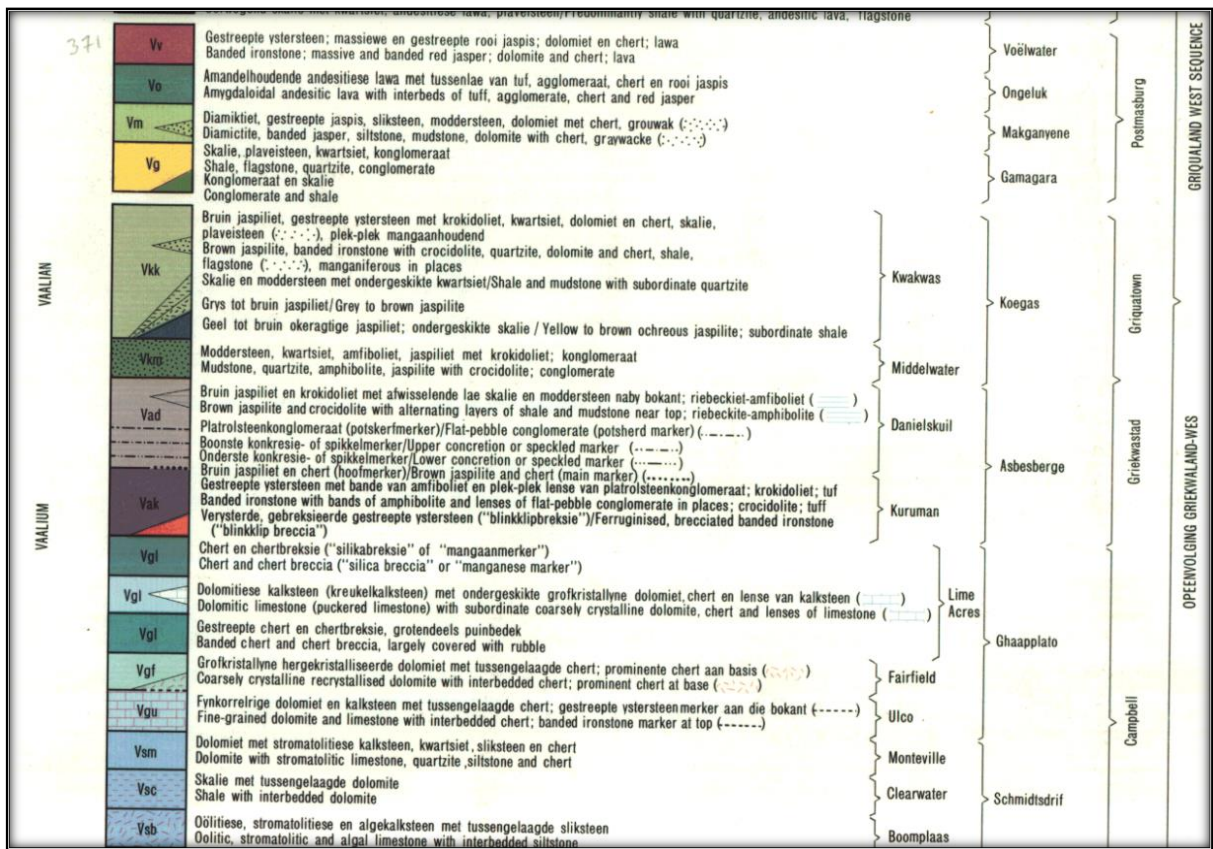 skalie met kwartsiet, andesitiese lawa, plaveisteen/Predominantly shale with quartzite, andesitic lava, flagstone
371
Vv
Gestreepte ystersteen; massiewe en gestreepte rooi jaspis; dolomiet en chert; lawa
Banded ironstone; massive and banded red jasper; dolomite and chert; lava
Voëlwater
Vo
Amandelhoudende andesitiese lawa met tussenlae van tuf, agglomeraat, chert en rooi jaspis
Amygdaloidal andesitic lava with interbeds of tuff, agglomerate, chert and red jasper
Ongeluk
Vm
Diamiktiet, gestreepte jaspis, sliksteen, moddersteen, dolomiet met chert, grouwak ( )
Diamictite, banded jasper, siltstone, mudstone, dolomite with chert, graywacke ( )
Makganyene
Vg
Skalie, plaveisteen, kwartsiet, konglomeraat
Shale, flagstone, quartzite, conglomerate
Konglomeraat en skalie
Conglomerate and shale
Gamagara
Postmasburg
GRIQUALAND WEST SEQUENCE
Vkk
Bruin jaspiliet, gestreepte ystersteen met krokidoliet, kwartsiet, dolomiet en chert, skalie,
plaveisteen ( ), plek-plek mangaanhoudend
Brown jaspilite, banded ironstone with crocidolite, quartzite, dolomite and chert, shale,
flagstone ( ), manganiferous in places
Skalie en moddersteen met ondergeskikte kwartsiet/Shale and mudstone with subordinate quartzite
Grys tot bruin jaspiliet/Grey to brown jaspilite
Geel tot bruin okeragtige jaspiliet; ondergeskikte skalie / Yellow to brown ochreous jaspilite; subordinate shale
Kwakwas
Vkm
Moddersteen, kwartsiet, amfiboliet, jaspiliet met krokidoliet; konglomeraat
Mudstone, quartzite, amphibolite, jaspilite with crocidolite; conglomerate
Middelwater
Koegas
Griquatown
VAALIAN
Vad
Bruin jaspiliet en krokidoliet met afwisselende lae skalie en moddersteen naby bokant; riebeckiet-amfiboliet ( )
Brown jaspilite and crocidolite with alternating layers of shale and mudstone near top; riebeckite-amphibolite ( )
Platrolsteenkonglomeraat (potskerfmerker)/Flat-pebble conglomerate (potsherd marker) ( )
Boonste konkresie- of spikkelmerker/Upper concretion or speckled marker ( )
Onderste konkresie- of spikkelmerker/Lower concretion or speckled marker ( )
Bruin jaspiliet en chert (hoofmerker)/Brown jaspilite and chert (main marker) ( )
Danielskuil
Vak
Gestreepte ystersteen met bande van amfiboliet en plek-plek lense van platrolsteenkonglomeraat; krokidoliet; tuf
Banded ironstone with bands of amphibolite and lenses of flat-pebble conglomerate in places; crocidolite; tuff
Verysterde, gebreksieerde gestreepte ystersteen ("blinkklipbreksie")/Ferruginised, brecciated banded ironstone
("blinkklip breccia")
Kuruman
Asbesberge
Griekwastad
VAALIUM
Vgl
Chert en chertbreksie ("silikabreksie" of "mangaanmerker")
Chert and chert breccia ("silica breccia" or "manganese marker")
Vgl
Dolomitiese kalksteen (kreukelkalksteen) met ondergeskikte grofkristallyne dolomiet, chert en lense van kalksteen ( )
Dolomitic limestone (puckered limestone) with subordinate coarsely crystalline dolomite, chert and lenses of limestone ( )
Vgl
Gestreepte chert en chertbreksie, grotendeels puinbedek
Banded chert and chert breccia, largely covered with rubble
Lime
Acres
Vgf
Grofkristallyne hergekristalliseerde dolomiet met tussengelaagde chert; prominente chert aan basis ( )
Coarsely crystalline recrystallised dolomite with interbedded chert; prominent chert at base ( )
Fairfield
Vgu
Fynkorrelrige dolomiet en kalksteen met tussengelaagde chert; gestreepte ystersteenmerker aan die bokant (------)
Fine-grained dolomite and limestone with interbedded chert; banded ironstone marker at top (------)
Ulco
Ghaapplato
Campbell
OPEENVOLGING GRIEKWALAND-WES
Vsm
Dolomiet met stromatolitiese kalksteen, kwartsiet, sliksteen en chert
Dolomite with stromatolitic limestone, quartzite ,siltstone and chert
Monteville
Vsc
Skalie met tussengelaagde dolomiet
Shale with interbedded dolomite
Clearwater
Schmidtsdrif
Vsb
Oölitiese, stromatolitiese en algekalksteen met tussengelaagde sliksteen
Oolitic, stromatolitic and algal limestone with interbedded siltstone
Boomplaas